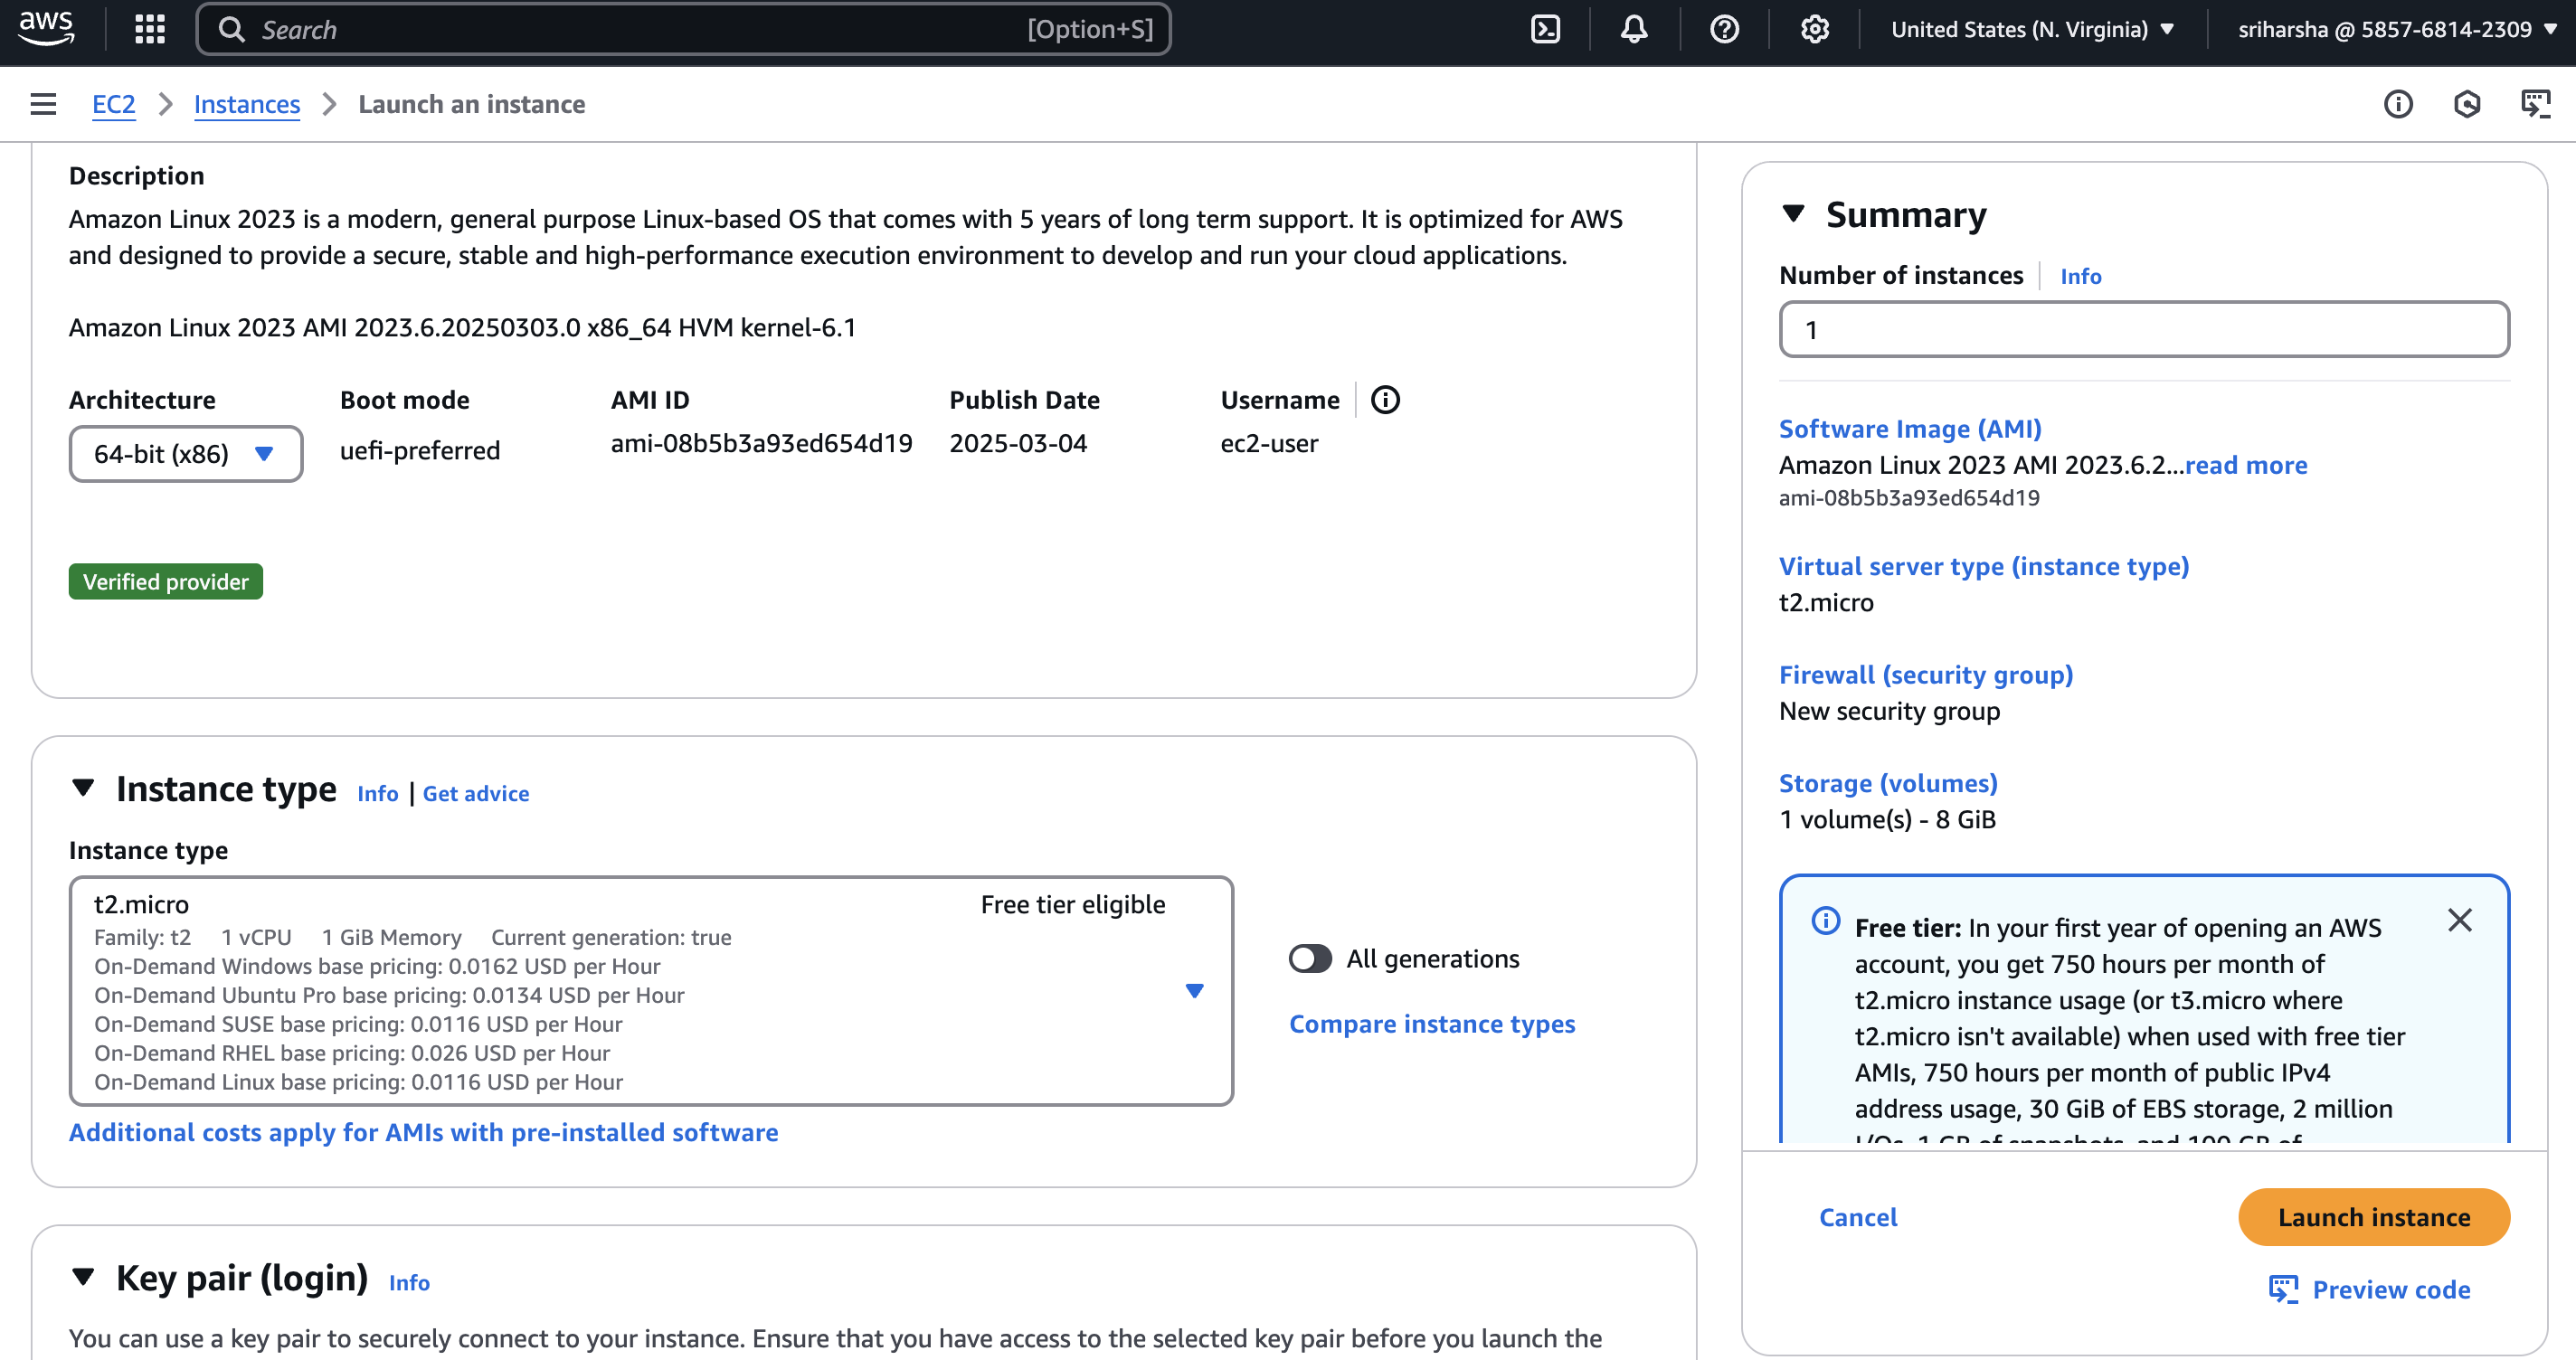 aws
Search
[Option+S]
United States (N. Virginia)
sriharsha @ 5857-6814-2309
EC2
Instances
Launch an instance
Description
Amazon Linux 2023 is a modern, general purpose Linux-based OS that comes with 5 years of long term support. It is optimized for AWS
and designed to provide a secure, stable and high-performance execution environment to develop and run your cloud applications.
Amazon Linux 2023 AMI 2023.6.20250303.0 x86_64 HVM kernel-6.1
Architecture
64-bit (x86)
Boot mode
uefi-preferred
AMI ID
ami-08b5b3a93ed654d19
Publish Date
2025-03-04
Username
ec2-user
Verified provider
Instance type Info | Get advice
Instance type
t2.micro
Free tier eligible
Family: t2 1 vCPU 1 GiB Memory Current generation: true
On-Demand Windows base pricing: 0.0162 USD per Hour
On-Demand Ubuntu Pro base pricing: 0.0134 USD per Hour
On-Demand SUSE base pricing: 0.0116 USD per Hour
On-Demand RHEL base pricing: 0.026 USD per Hour
On-Demand Linux base pricing: 0.0116 USD per Hour
All generations
Compare instance types
Additional costs apply for AMIs with pre-installed software
Key pair (login) Info
You can use a key pair to securely connect to your instance. Ensure that you have access to the selected key pair before you launch the
Summary
Number of instances Info
1
Software Image (AMI)
Amazon Linux 2023 AMI 2023.6.2...read more
ami-08b5b3a93ed654d19
Virtual server type (instance type)
t2.micro
Firewall (security group)
New security group
Storage (volumes)
1 volume(s) - 8 GiB
Free tier: In your first year of opening an AWS
account, you get 750 hours per month of
t2.micro instance usage (or t3.micro where
t2.micro isn't available) when used with free tier
AMIs, 750 hours per month of public IPv4
address usage, 30 GiB of EBS storage, 2 million
I/Os, 1 GB of snapshots, and 100 GB of
Cancel
Launch instance
Preview code